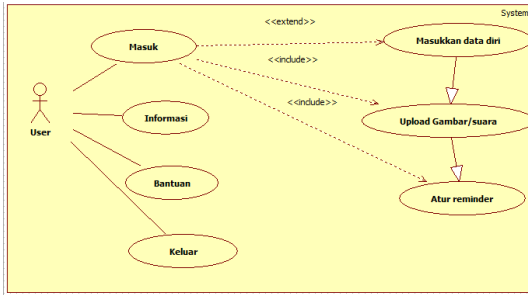 System
Masuk
<<extend>>
Masukkan data diri
<<include>>
<<include>>
User
Informasi
Upload Gambar/suara
Bantuan
Atur reminder
Keluar